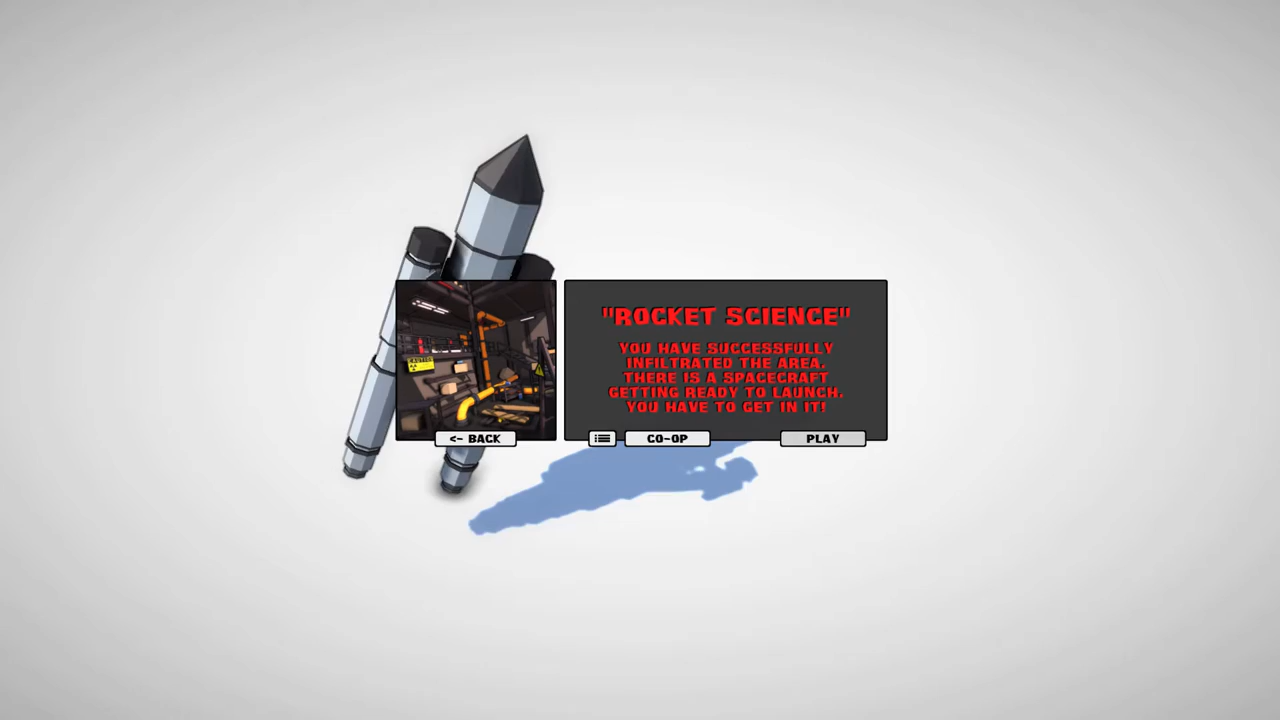 "ROCKET SCIENCE"
YOU HAVE SUCCESSFULLY
INFILTRATED THE AREA.
THERE IS A SPACECRAFT
GETTING READY TO LAUNCH.
YOU HAVE TO GET IN IT!
<- BACK
CO-OP
PLAY